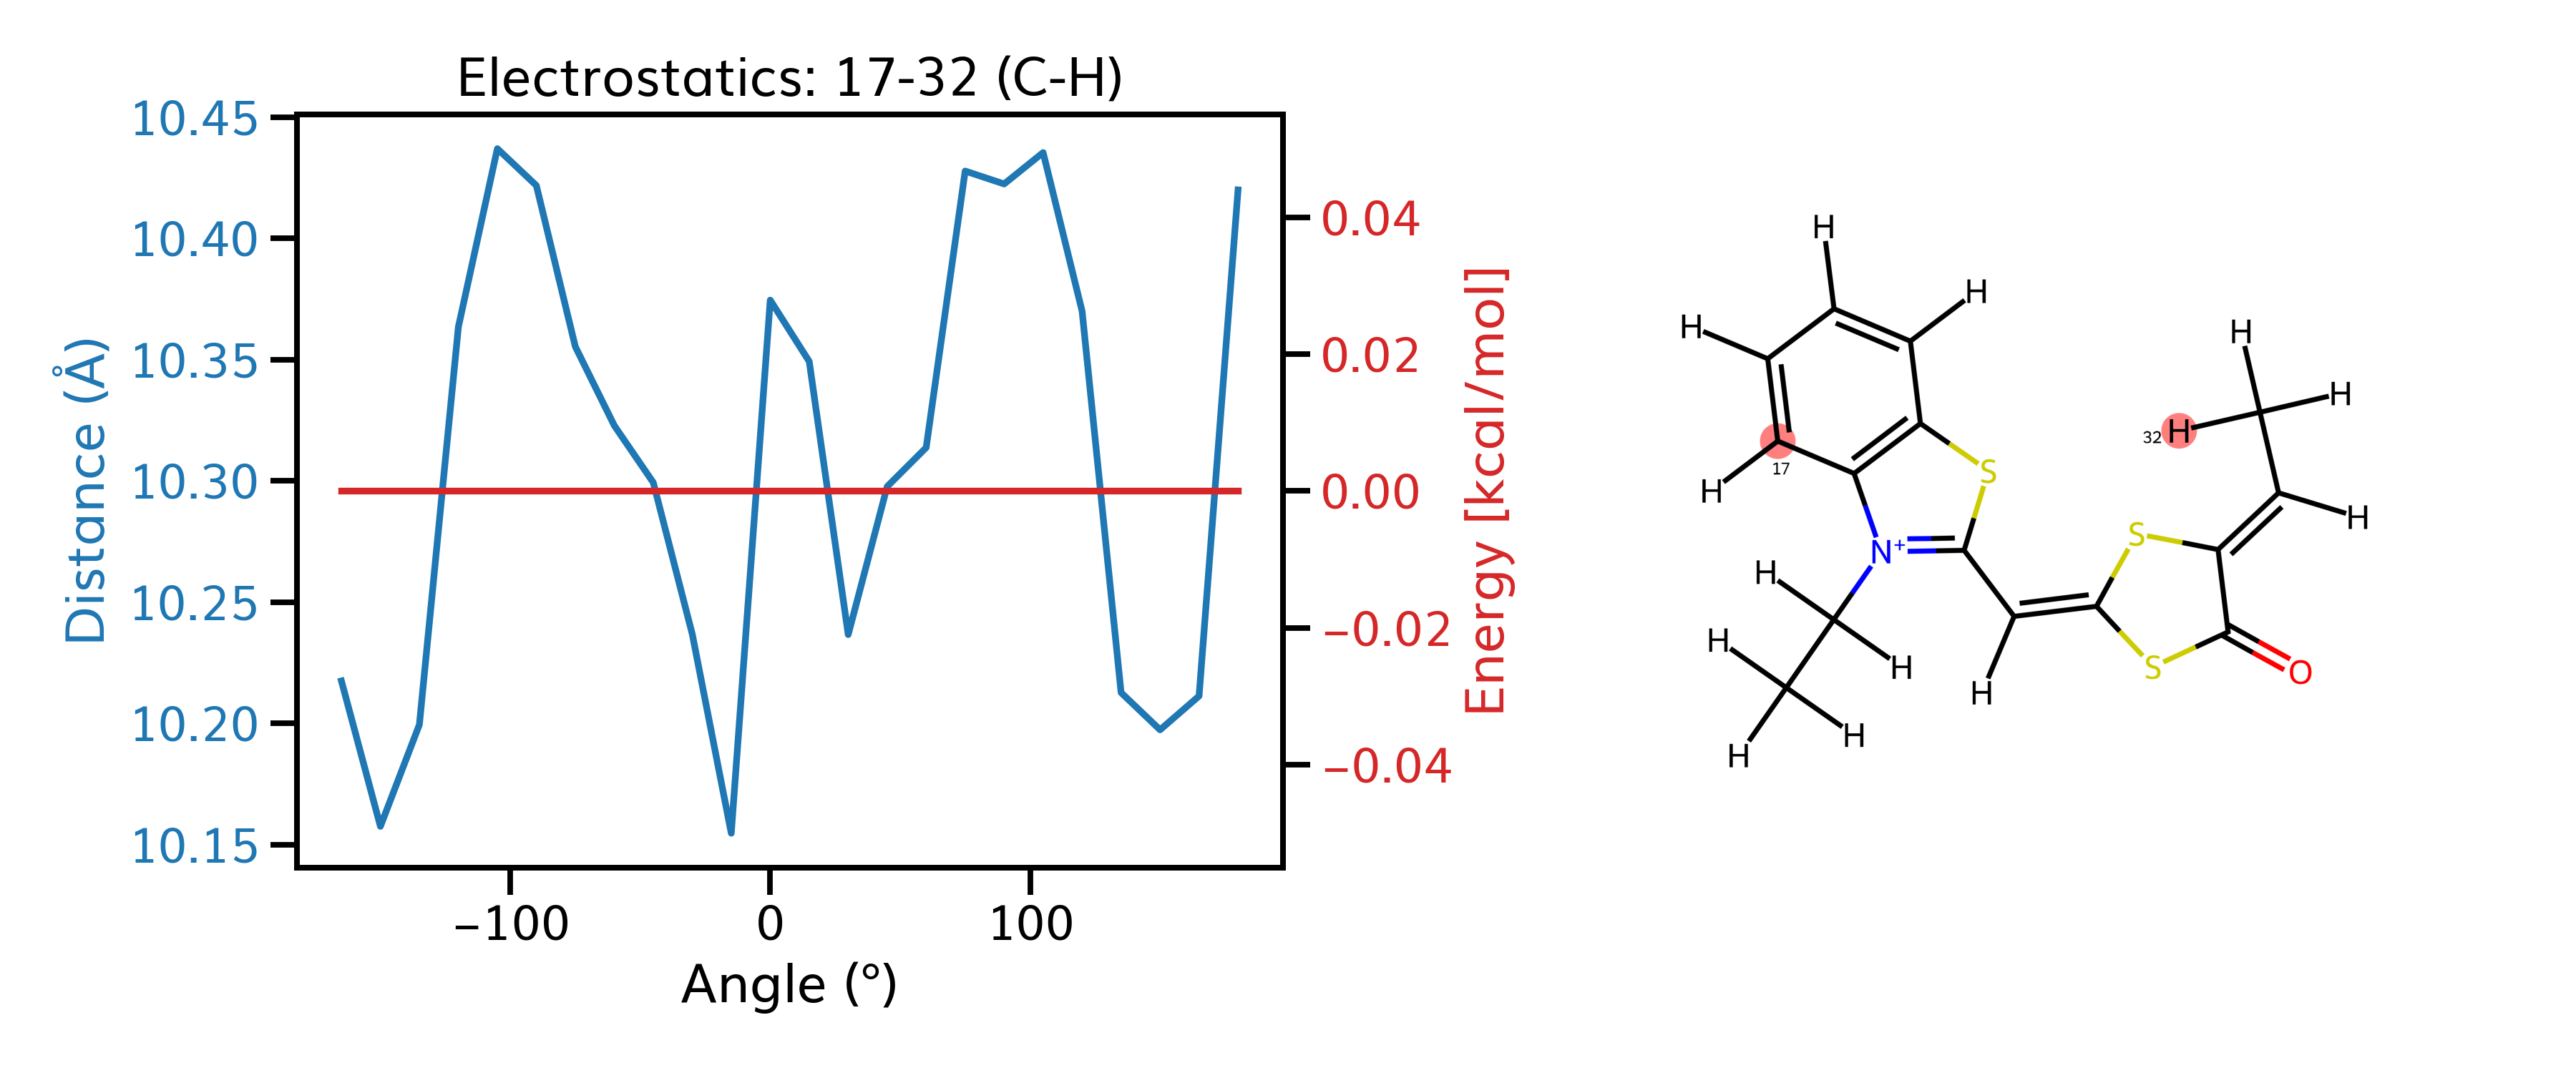 Electrostatics: 17-32 (C-H)
10.45
10.40
10.35
10.30
10.25
10.20
10.15
Distance (Å)
−100
0
100
Angle (°)
0.04
0.02
0.00
−0.02
−0.04
Energy [kcal/mol]
H
H
H
H
H
H
32 H
17
S
H
H
N+
S
H
H
H
S
O
H
H
H